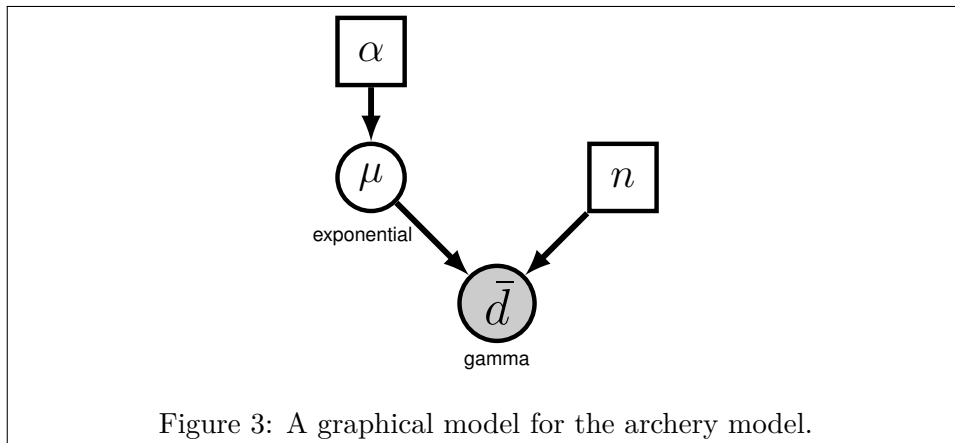 α
μ
n
exponential
d̄
gamma
Figure 3: A graphical model for the archery model.